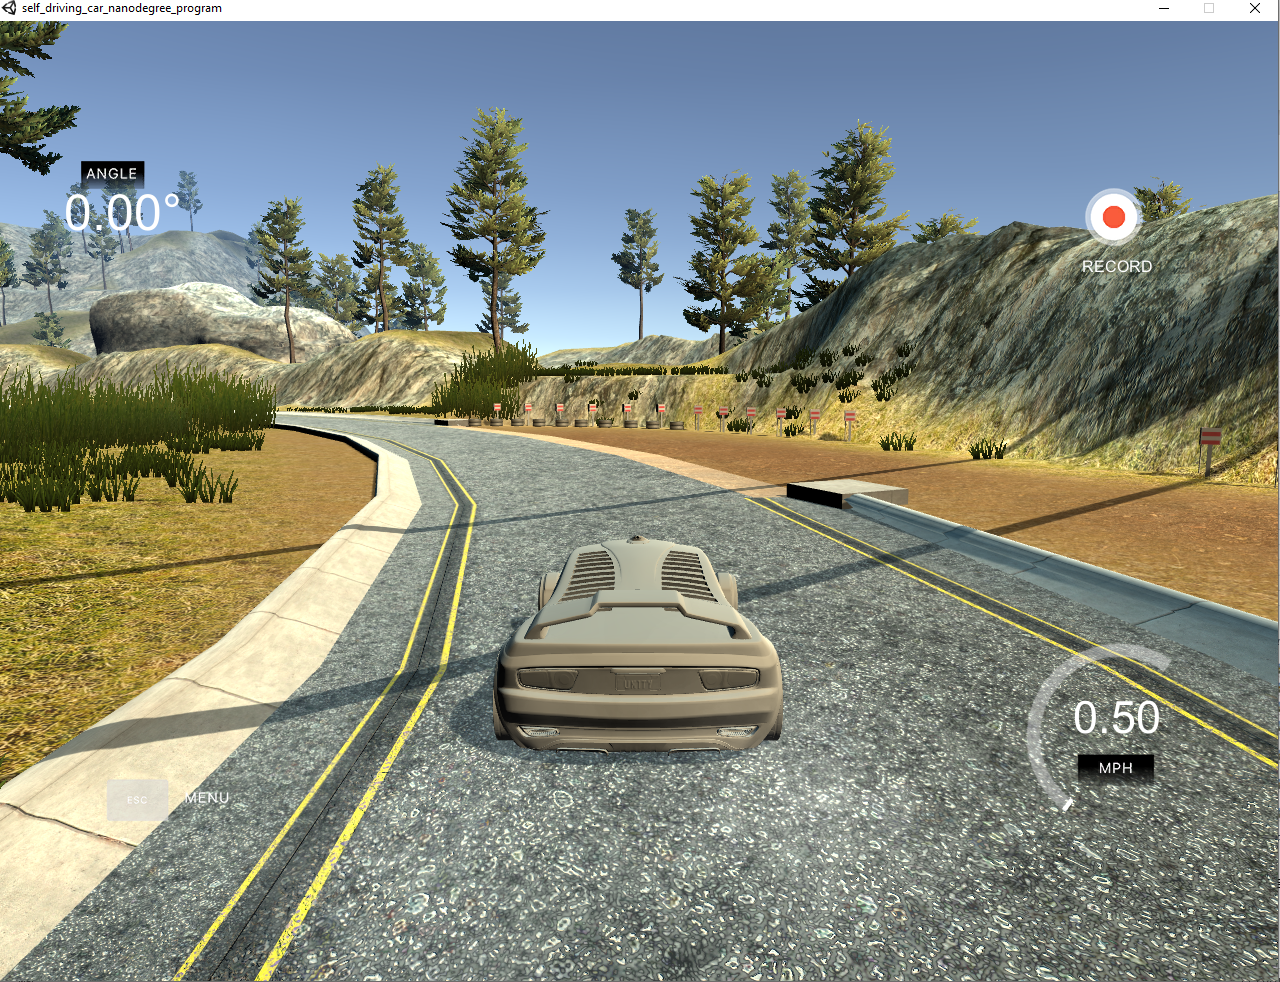 self_driving_car_nanodegree_program
ANGLE
0.00°
RECORD
UNITY
0.50
MPH
ESC
MENU